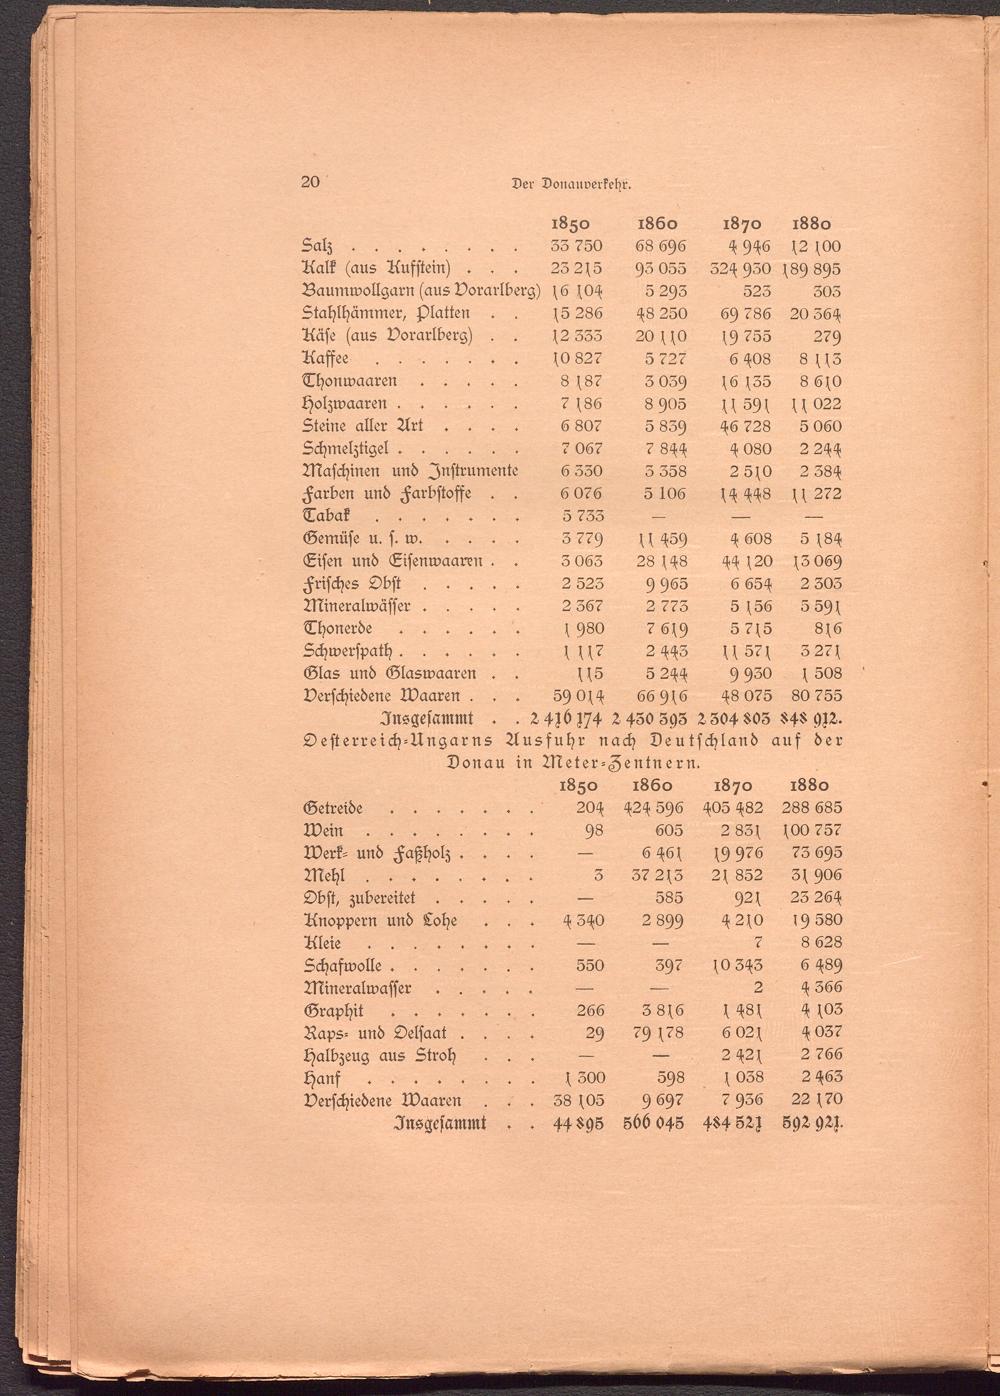 20 Der Donauverkehr.
1850 1860 1870 1880
Salz . . . . . . . . 33 750 68 696 4 946 12 100
Kalk (aus Kufstein) . . . 23 215 93 055 324 930 189 895
Baumwollgarn (aus Vorarlberg) 16 104 5 293 523 303
Stahlhämmer, Platten . . 15 286 48 250 69 786 20 364
Käse (aus Vorarlberg) . . 12 333 20 110 19 755 279
Kaffee . . . . . . . 10 827 5 727 6 408 8 113
Thonwaaren . . . . . 8 187 3 039 16 135 8 610
Holzwaaren . . . . . . 7 186 8 905 11 591 11 022
Steine aller Art . . . . 6 807 5 839 46 728 5 060
Schmelztigel . . . . . . 7 067 7 844 4 080 2 244
Maschinen und Instrumente 6 330 3 358 2 510 2 384
Farben und Farbstoffe . . 6 076 5 106 14 448 11 272
Tabak . . . . . . . 5 733 — — —
Gemüse u. s. w. . . . . 3 779 11 459 4 608 5 184
Eisen und Eisenwaaren . . 3 063 28 148 44 120 13 069
Frisches Obst . . . . . 2 523 9 965 6 654 2 303
Mineralwässer . . . . . 2 367 2 773 5 156 5 591
Thonerde . . . . . . 1 980 7 619 5 715 816
Schwerspath . . . . . . 1 117 2 443 11 571 3 271
Glas und Glaswaaren . . 115 5 244 9 930 1 508
Verschiedene Waaren . . . 59 014 66 916 48 075 80 755
Insgesammt . . 2 416 174 2 430 393 2 304 803 848 912.
Oesterreich-Ungarns Ausfuhr nach Deutschland auf der
Donau in Meter-Zentnern.
1850 1860 1870 1880
Getreide . . . . . . . 204 424 596 405 482 288 685
Wein . . . . . . . . 98 605 2 831 100 757
Werk- und Faßholz . . . . — 6 461 19 976 73 695
Mehl . . . . . . . . 3 37 213 21 852 31 906
Obst, zubereitet . . . . . — 585 921 23 264
Knoppern und Lohe . . . 4 340 2 899 4 210 19 580
Kleie . . . . . . . . — — 7 8 628
Schafwolle . . . . . . . 550 397 10 343 6 489
Mineralwasser . . . . . — — 2 4 366
Graphit . . . . . . . 266 3 816 1 481 4 103
Raps- und Oelsaat . . . . 29 79 178 6 021 4 037
Halbzeug aus Stroh . . . — — 2 421 2 766
Hanf . . . . . . . . 1 300 598 1 038 2 463
Verschiedene Waaren . . . 38 105 9 697 7 936 22 170
Insgesammt . . 44 895 566 045 484 521 592 921.